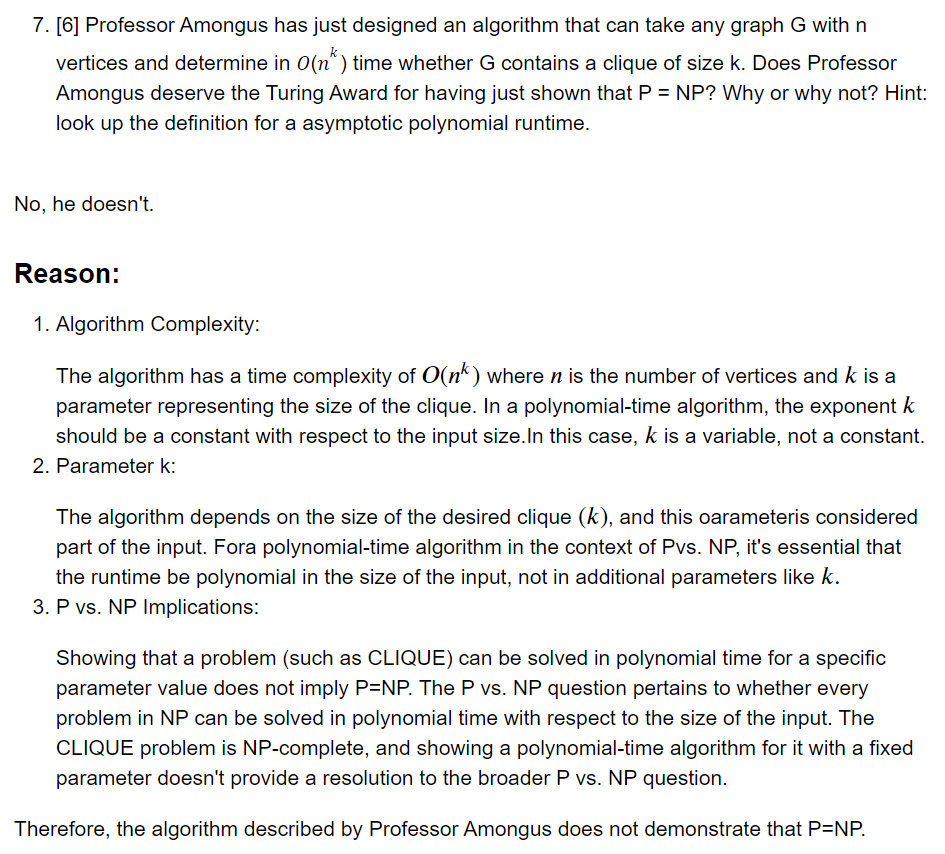 7. [6] Professor Amongus has just designed an algorithm that can take any graph G with n
vertices and determine in O(n^k) time whether G contains a clique of size k. Does Professor
Amongus deserve the Turing Award for having just shown that P = NP? Why or why not? Hint:
look up the definition for a asymptotic polynomial runtime.
No, he doesn't.
Reason:
1. Algorithm Complexity:
The algorithm has a time complexity of O(n^k) where n is the number of vertices and k is a
parameter representing the size of the clique. In a polynomial-time algorithm, the exponent k
should be a constant with respect to the input size.In this case, k is a variable, not a constant.
2. Parameter k:
The algorithm depends on the size of the desired clique (k), and this oarameteris considered
part of the input. Fora polynomial-time algorithm in the context of Pvs. NP, it's essential that
the runtime be polynomial in the size of the input, not in additional parameters like k.
3. P vs. NP Implications:
Showing that a problem (such as CLIQUE) can be solved in polynomial time for a specific
parameter value does not imply P=NP. The P vs. NP question pertains to whether every
problem in NP can be solved in polynomial time with respect to the size of the input. The
CLIQUE problem is NP-complete, and showing a polynomial-time algorithm for it with a fixed
parameter doesn't provide a resolution to the broader P vs. NP question.
Therefore, the algorithm described by Professor Amongus does not demonstrate that P=NP.